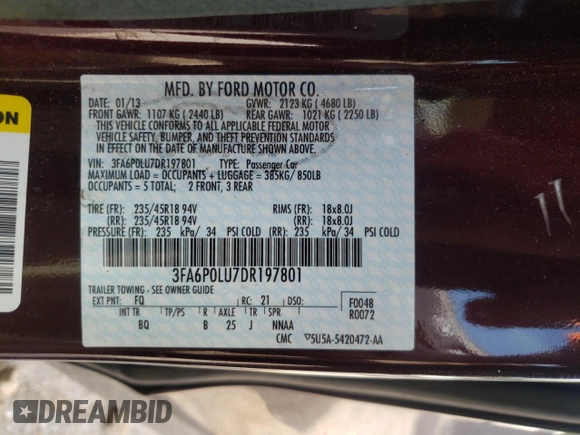 MFD. BY FORD MOTOR CO.
DATE: 01/13 GVWR: 2123 KG ( 4680 LB)
FRONT GAWR: 1107 KG ( 2440 LB) REAR GAWR: 1021 KG ( 2250 LB)
THIS VEHICLE CONFORMS TO ALL APPLICABLE FEDERAL MOTOR
VEHICLE SAFETY, BUMPER, AND THEFT PREVENTION STANDARDS
IN EFFECT ON THE DATE OF MANUFACTURE SHOWN ABOVE.
VIN: 3FA6P0LU7DR197801 TYPE: Passenger Car
MAXIMUM LOAD = OCCUPANTS + LUGGAGE = 385KG/ 850LB
OCCUPANTS = 5 TOTAL; 2 FRONT, 3 REAR
TIRE (FR): 235/45R18 94V RIMS (FR): 18x8.0J
(RR): 235/45R18 94V (RR): 18x8.0J
PRESSURE (FR): 235 kPa/ 34 PSI COLD (RR): 235 kPa/ 34 PSI COLD
3FA6P0LU7DR197801
TRAILER TOWING - SEE OWNER GUIDE
EXT PNT: FQ RC: 21 DSO: F0048
R0072
INT TR TP/PS R AXLE TR SPR
BQ B 25 J NNAA
CMC ▽5U5A-5420472-AA
ION
11
DREAMBID